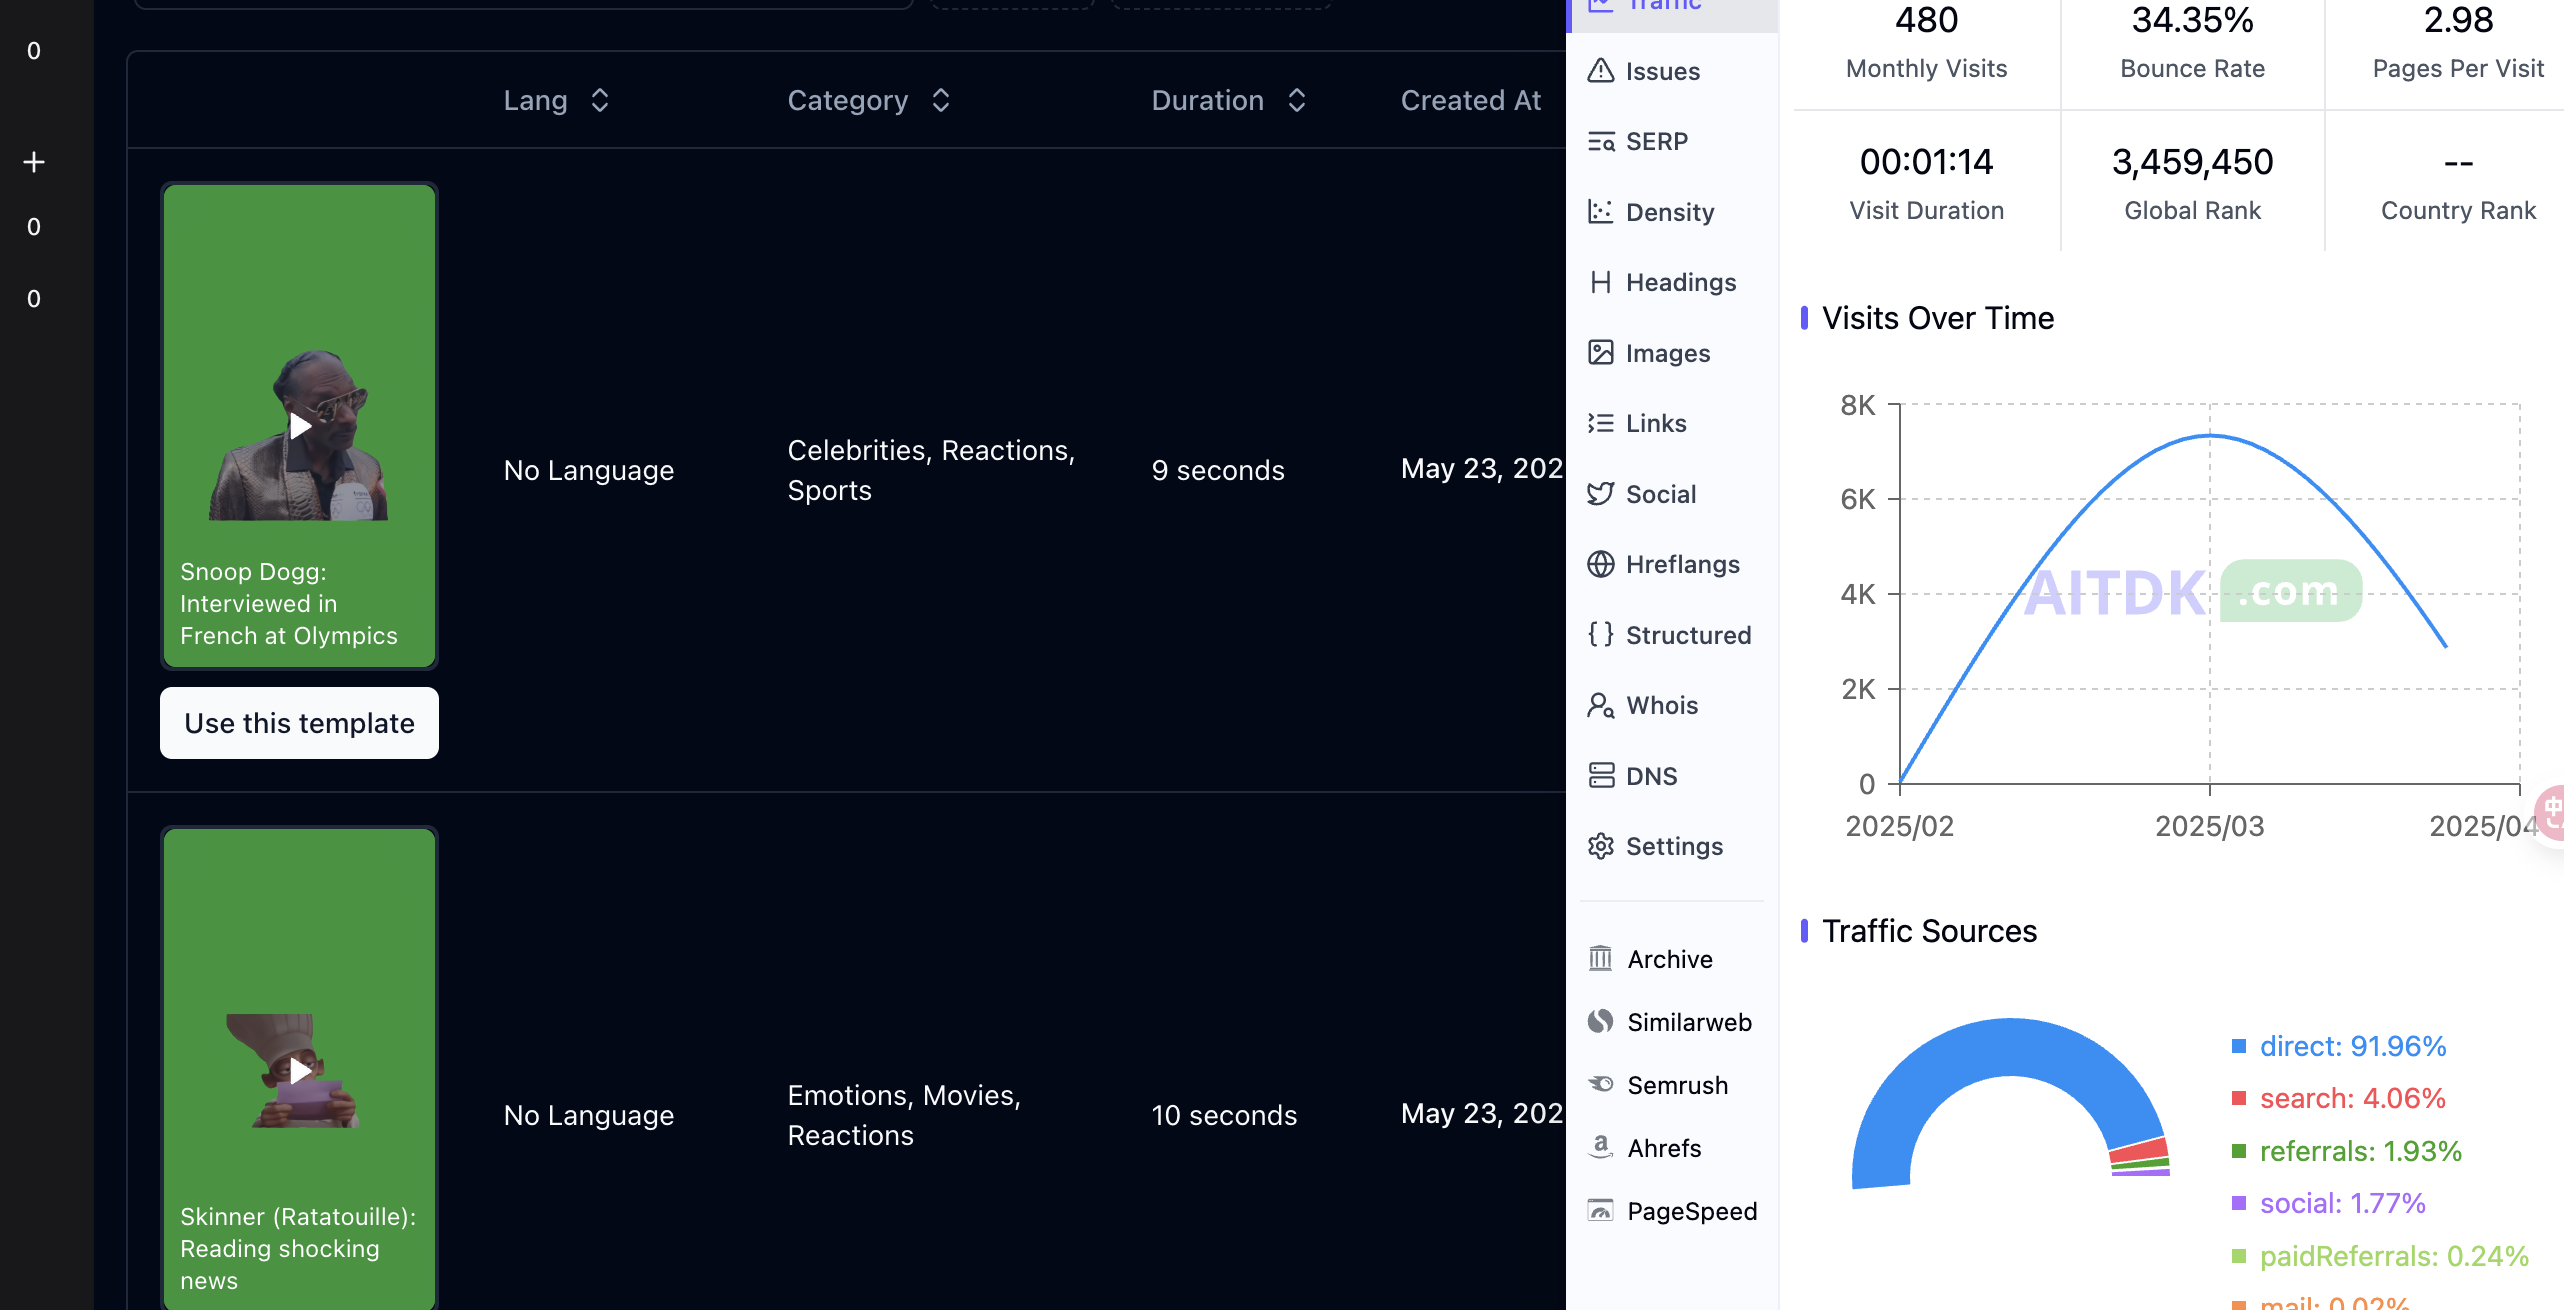 0
0
0
Lang
Category
Duration
Created At
Snoop Dogg:
Interviewed in
French at Olympics
Use this template
No Language
Celebrities, Reactions,
Sports
9 seconds
May 23, 202
Skinner (Ratatouille):
Reading shocking
news
No Language
Emotions, Movies,
Reactions
10 seconds
May 23, 202
Traffic
Issues
SERP
Density
Headings
Images
Links
Social
Hreflangs
Structured
Whois
DNS
Settings
Archive
Similarweb
Semrush
Ahrefs
PageSpeed
480
Monthly Visits
34.35%
Bounce Rate
2.98
Pages Per Visit
00:01:14
Visit Duration
3,459,450
Global Rank
--
Country Rank
Visits Over Time
8K
6K
4K
2K
0
AITDK .com
2025/02
2025/03
2025/04
中
Traffic Sources
direct: 91.96%
search: 4.06%
referrals: 1.93%
social: 1.77%
paidReferrals: 0.24%
mail: 0.02%